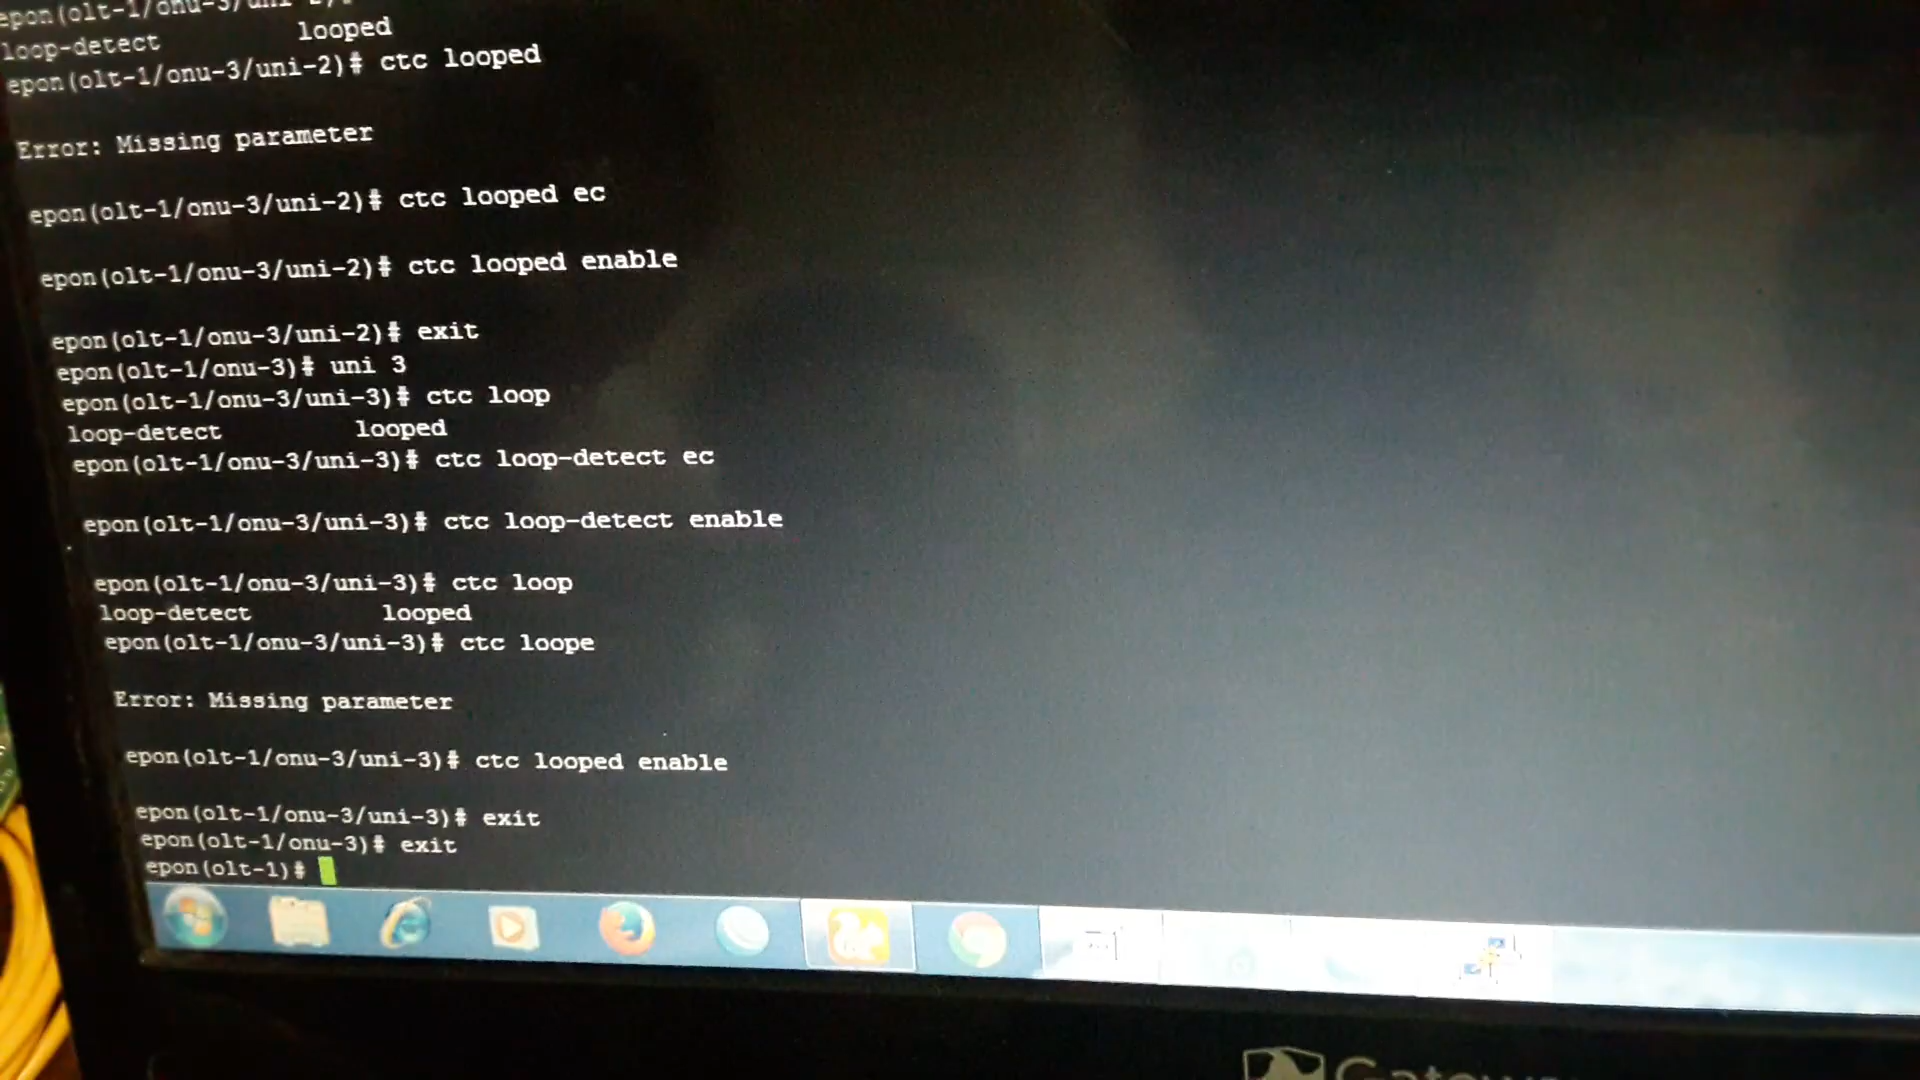 epon(olt-1/onu-3/uni-2)#
loop-detect looped
epon(olt-1/onu-3/uni-2)# ctc looped
Error: Missing parameter
epon(olt-1/onu-3/uni-2)# ctc looped ec
epon(olt-1/onu-3/uni-2)# ctc looped enable
epon(olt-1/onu-3/uni-2)# exit
epon(olt-1/onu-3)# uni 3
epon(olt-1/onu-3/uni-3)# ctc loop
loop-detect looped
epon(olt-1/onu-3/uni-3)# ctc loop-detect ec
epon(olt-1/onu-3/uni-3)# ctc loop-detect enable
epon(olt-1/onu-3/uni-3)# ctc loop
loop-detect looped
epon(olt-1/onu-3/uni-3)# ctc loope
Error: Missing parameter
epon(olt-1/onu-3/uni-3)# ctc looped enable
epon(olt-1/onu-3/uni-3)# exit
epon(olt-1/onu-3)# exit
epon(olt-1)#